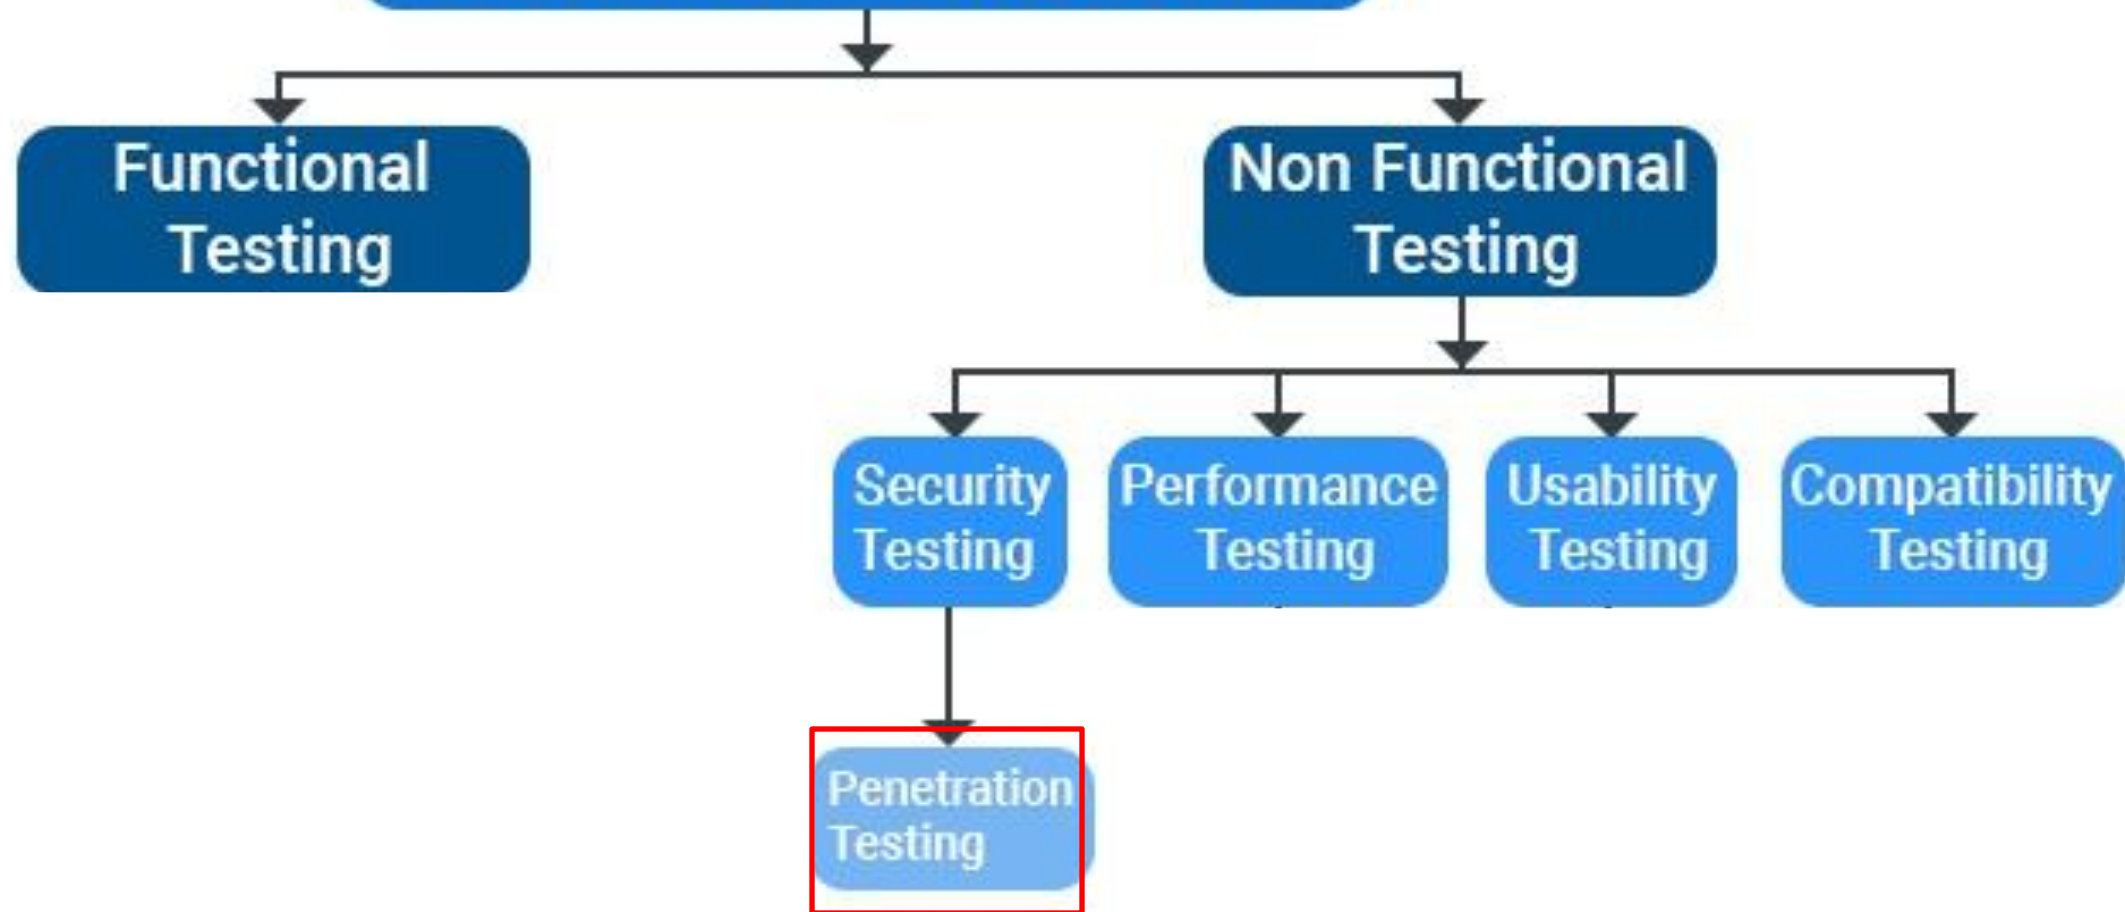 Functional
Testing
Non Functional
Testing
Security
Testing
Performance
Testing
Usability
Testing
Compatibility
Testing
Penetration
Testing